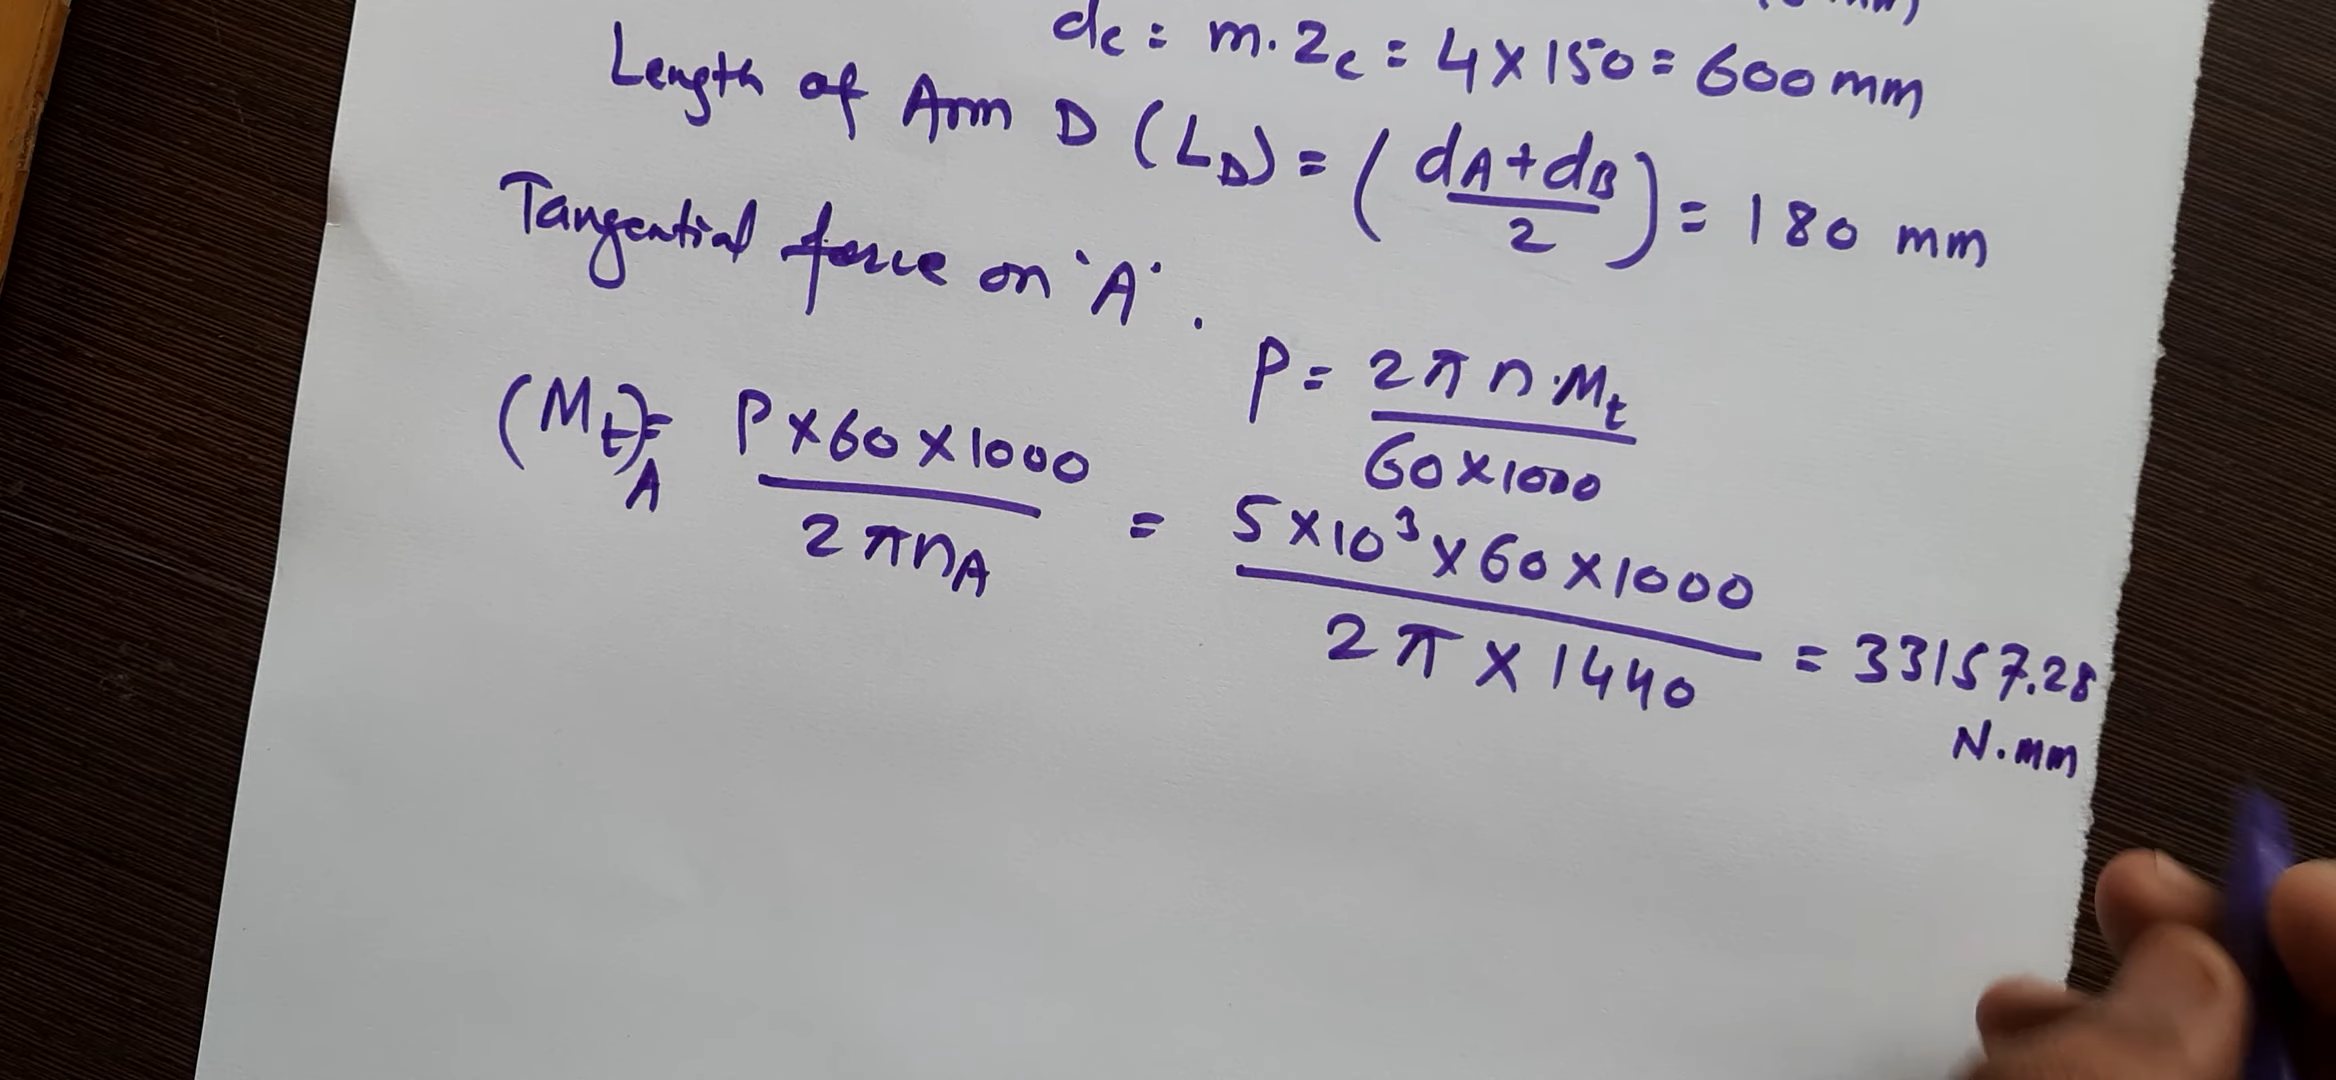 dc = m.zc = 4×150 = 600 mm
Length of Arm D (LD) = (dA+dB/2) = 180 mm
Tangential force on 'A'.
P = 2πn.Mt/60×1000
(Mt)A = P×60×1000/2πnA = 5×10³×60×1000/2π×1440 = 33157.28
N.mm